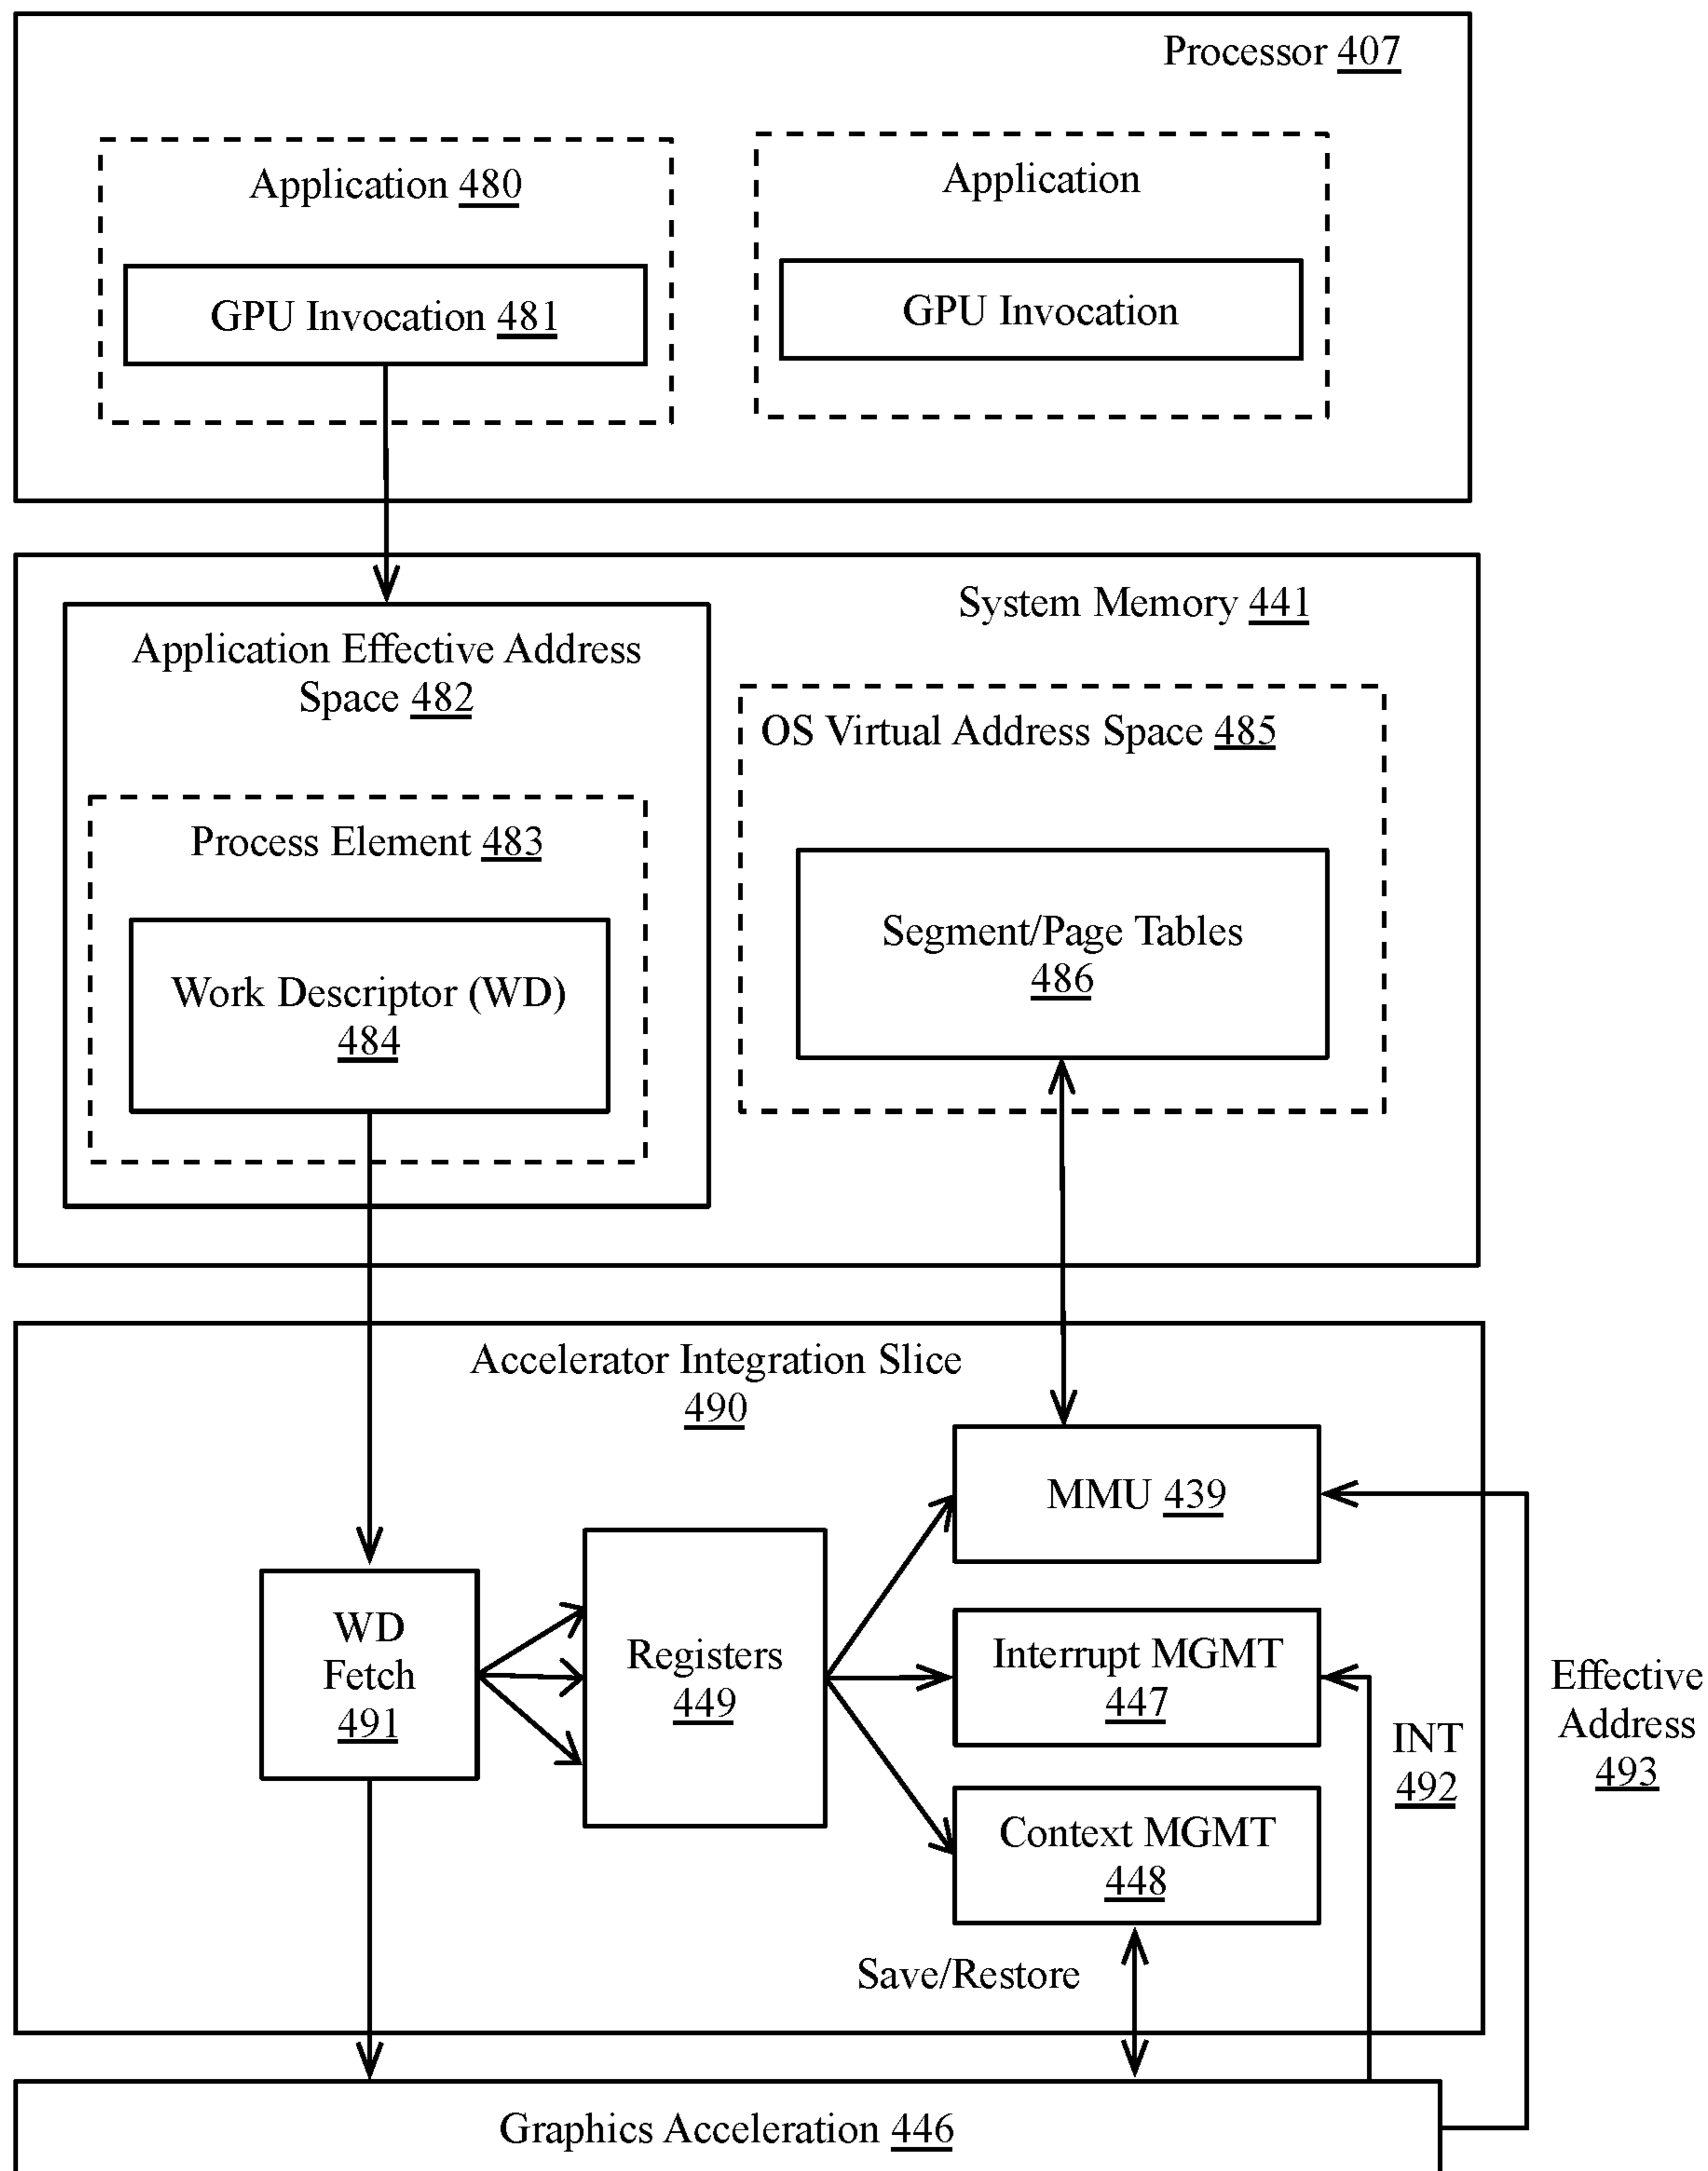 Processor 407
Application 480
GPU Invocation 481
Application
GPU Invocation
System Memory 441
Application Effective Address
Space 482
Process Element 483
Work Descriptor (WD)
484
OS Virtual Address Space 485
Segment/Page Tables
486
Accelerator Integration Slice
490
WD
Fetch
491
Registers
449
MMU 439
Interrupt MGMT
447
Context MGMT
448
Save/Restore
INT
492
Effective
Address
493
Graphics Acceleration 446